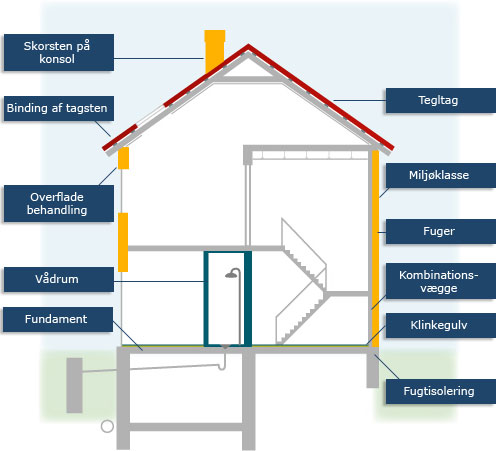 Skorsten på
konsol
Binding af tagsten
Overflade
behandling
Vådrum
Fundament
Tegltag
Miljøklasse
Fuger
Kombinations-
vægge
Klinkegulv
Fugtisolering